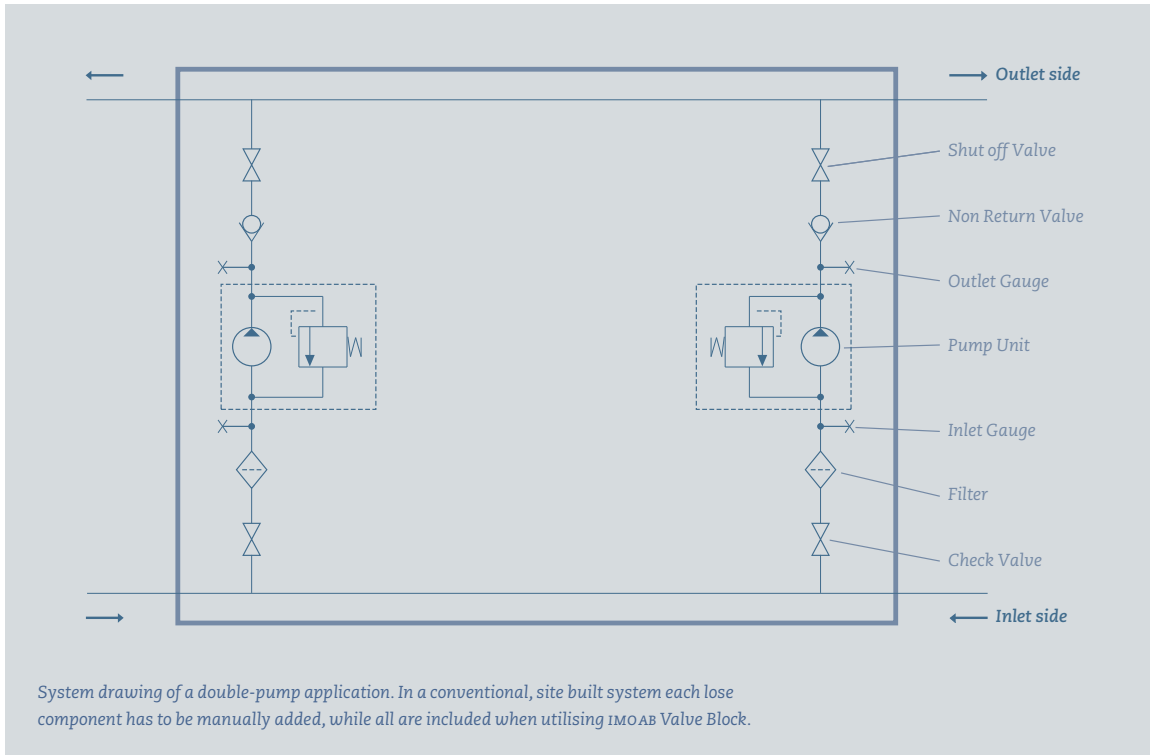 Outlet side
Shut off Valve
Non Return Valve
Outlet Gauge
Pump Unit
Inlet Gauge
Filter
Check Valve
Inlet side
System drawing of a double-pump application. In a conventional, site built system each lose
component has to be manually added, while all are included when utilising IMO AB Valve Block.